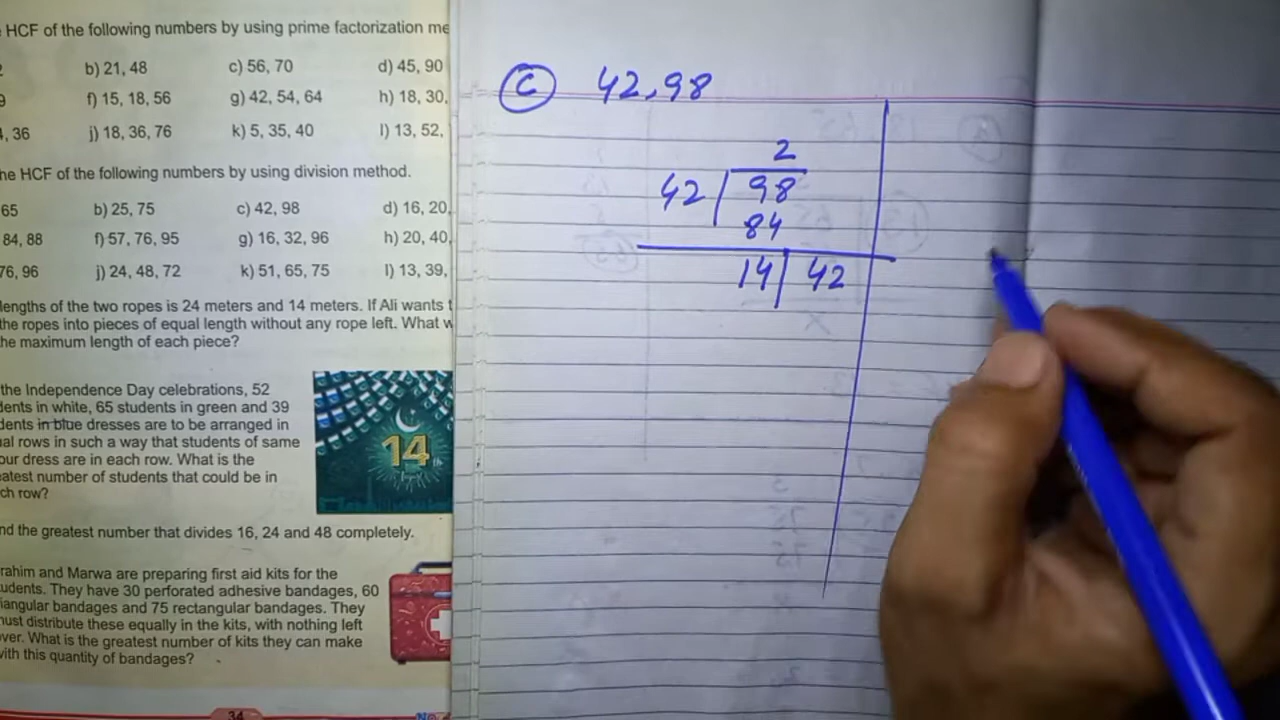 HCF of the following numbers by using prime factorization me
2 b) 21, 48 c) 56, 70 d) 45, 90
9 f) 15, 18, 56 g) 42, 54, 64 h) 18, 30,
, 36 j) 18, 36, 76 k) 5, 35, 40 l) 13, 52,
he HCF of the following numbers by using division method.
65 b) 25, 75 c) 42, 98 d) 16, 20,
84, 88 f) 57, 76, 95 g) 16, 32, 96 h) 20, 40,
76, 96 j) 24, 48, 72 k) 51, 65, 75 l) 13, 39,
lengths of the two ropes is 24 meters and 14 meters. If Ali wants t
the ropes into pieces of equal length without any rope left. What w
he maximum length of each piece?
the Independence Day celebrations, 52
dents in white, 65 students in green and 39
dents in blue dresses are to be arranged in
al rows in such a way that students of same
our dress are in each row. What is the
eatest number of students that could be in
ch row?
14th
nd the greatest number that divides 16, 24 and 48 completely.
rahim and Marwa are preparing first aid kits for the
udents. They have 30 perforated adhesive bandages, 60
iangular bandages and 75 rectangular bandages. They
must distribute these equally in the kits, with nothing left
over. What is the greatest number of kits they can make
with this quantity of bandages?
34
No
C 42, 98
2
42 98
84
14 42